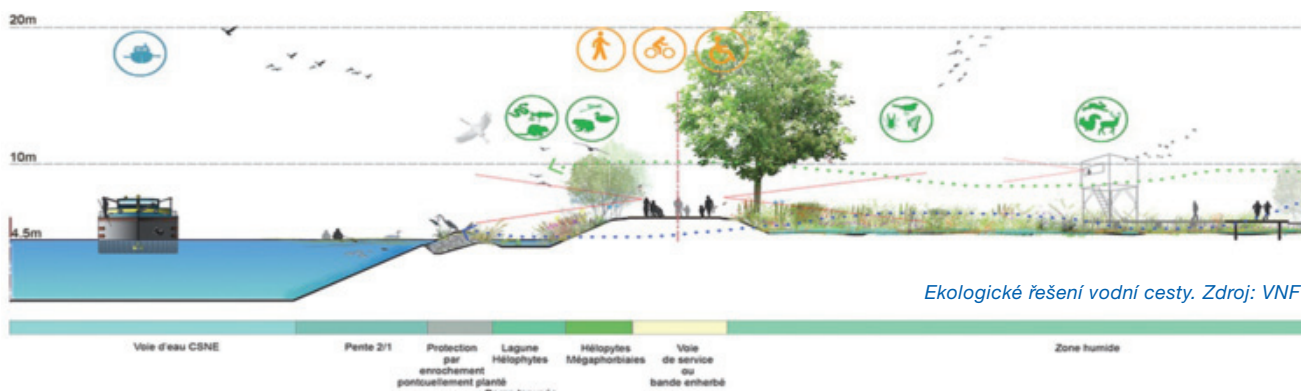 20m
10m
4.5m
Ekologické řešení vodní cesty. Zdroj: VNF
Voie d'eau CSNE
Pente 2/1
Protection
par
enrochement
pontcuellement planté
Lagune
Hélophytes
Hélopytes
Mégaphorbiaies
Voie
de service
ou
bande enherbé
Zone humide